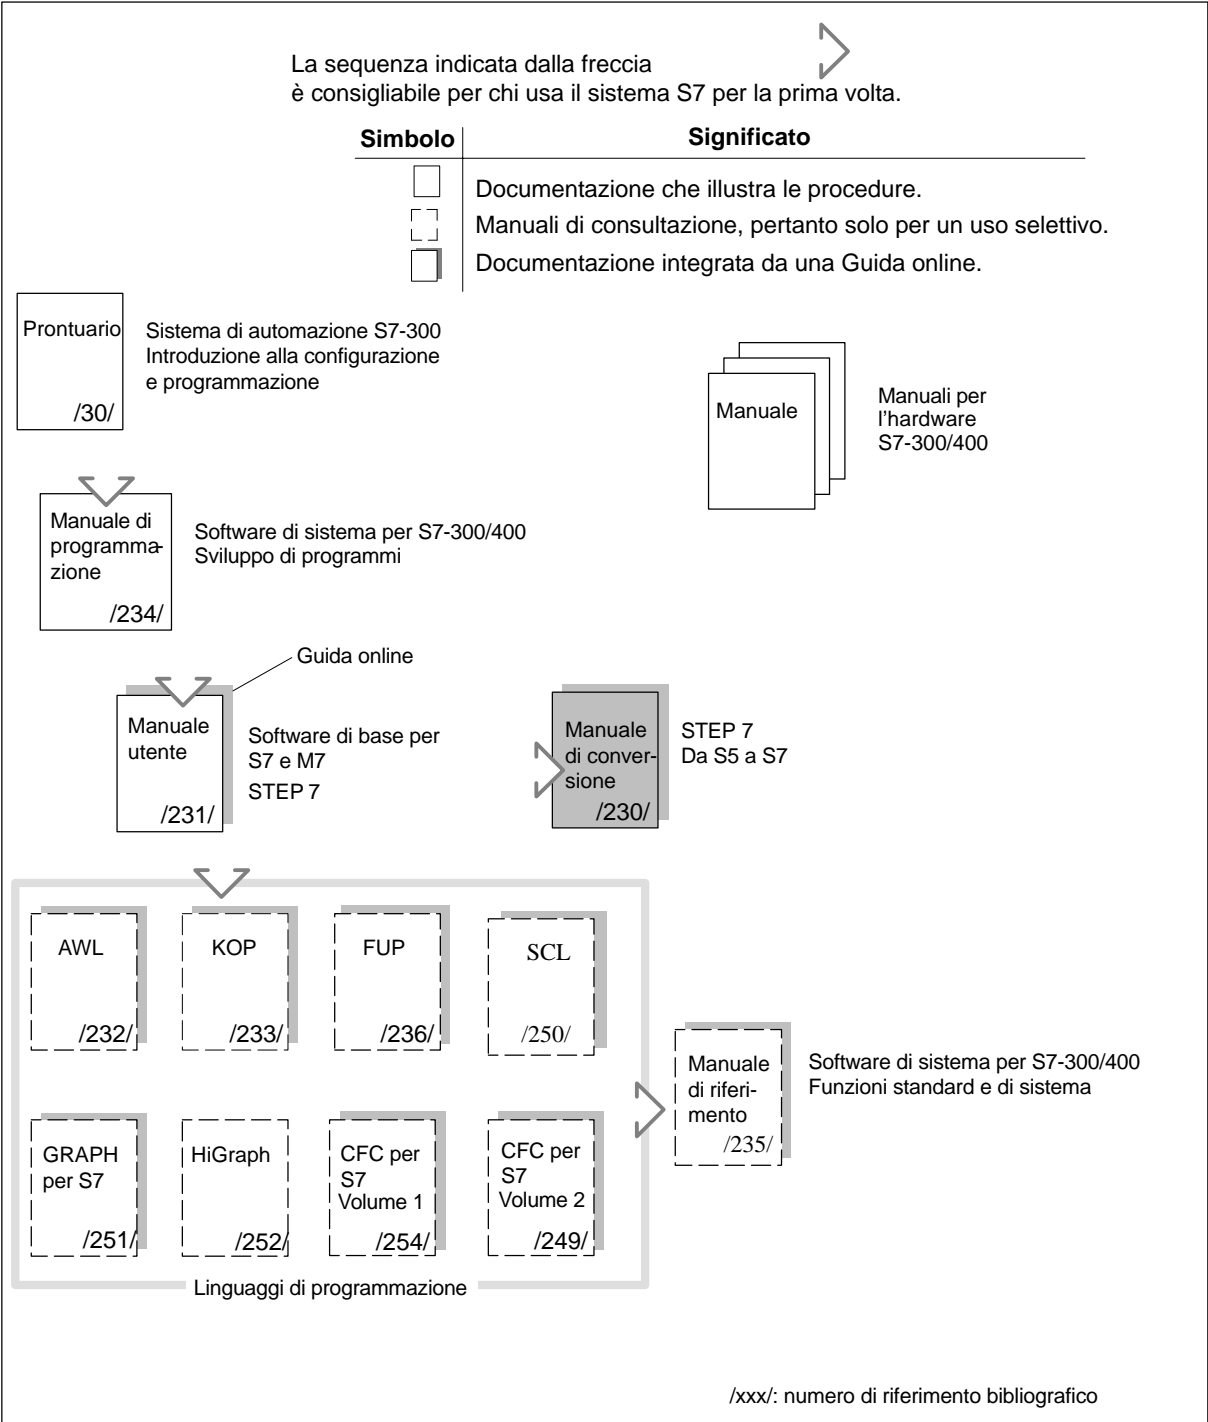 La sequenza indicata dalla freccia
è consigliabile per chi usa il sistema S7 per la prima volta.
Simbolo Significato
Documentazione che illustra le procedure.
Manuali di consultazione, pertanto solo per un uso selettivo.
Documentazione integrata da una Guida online.
Prontuario
/30/
Sistema di automazione S7-300
Introduzione alla configurazione
e programmazione
Manuale
Manuali per
l'hardware
S7-300/400
Manuale di
programma-
zione
/234/
Software di sistema per S7-300/400
Sviluppo di programmi
Guida online
Manuale
utente
/231/
Software di base per
S7 e M7
STEP 7
Manuale
di conver-
sione
/230/
STEP 7
Da S5 a S7
AWL
/232/
KOP
/233/
FUP
/236/
SCL
/250/
Manuale
di riferi-
mento
/235/
Software di sistema per S7-300/400
Funzioni standard e di sistema
GRAPH
per S7
/251/
HiGraph
/252/
CFC per
S7
Volume 1
/254/
CFC per
S7
Volume 2
/249/
Linguaggi di programmazione
/xxx/: numero di riferimento bibliografico